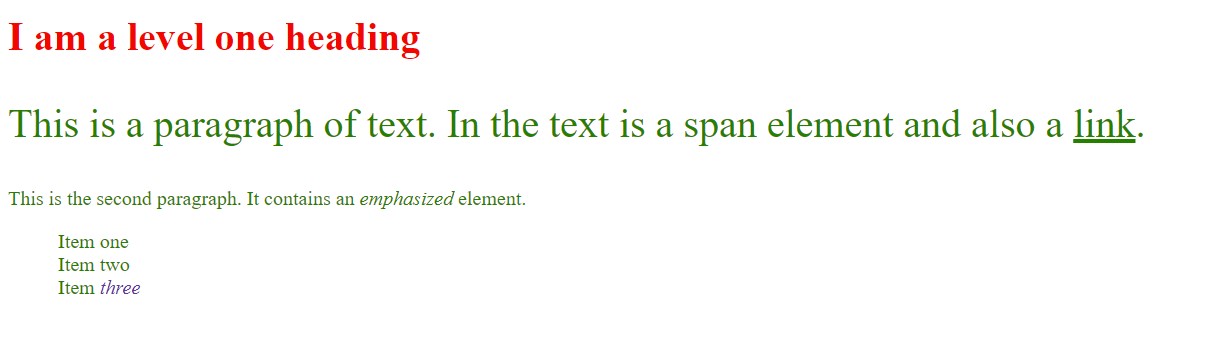 I am a level one heading
This is a paragraph of text. In the text is a span element and also a link.
This is the second paragraph. It contains an emphasized element.
Item one
Item two
Item three